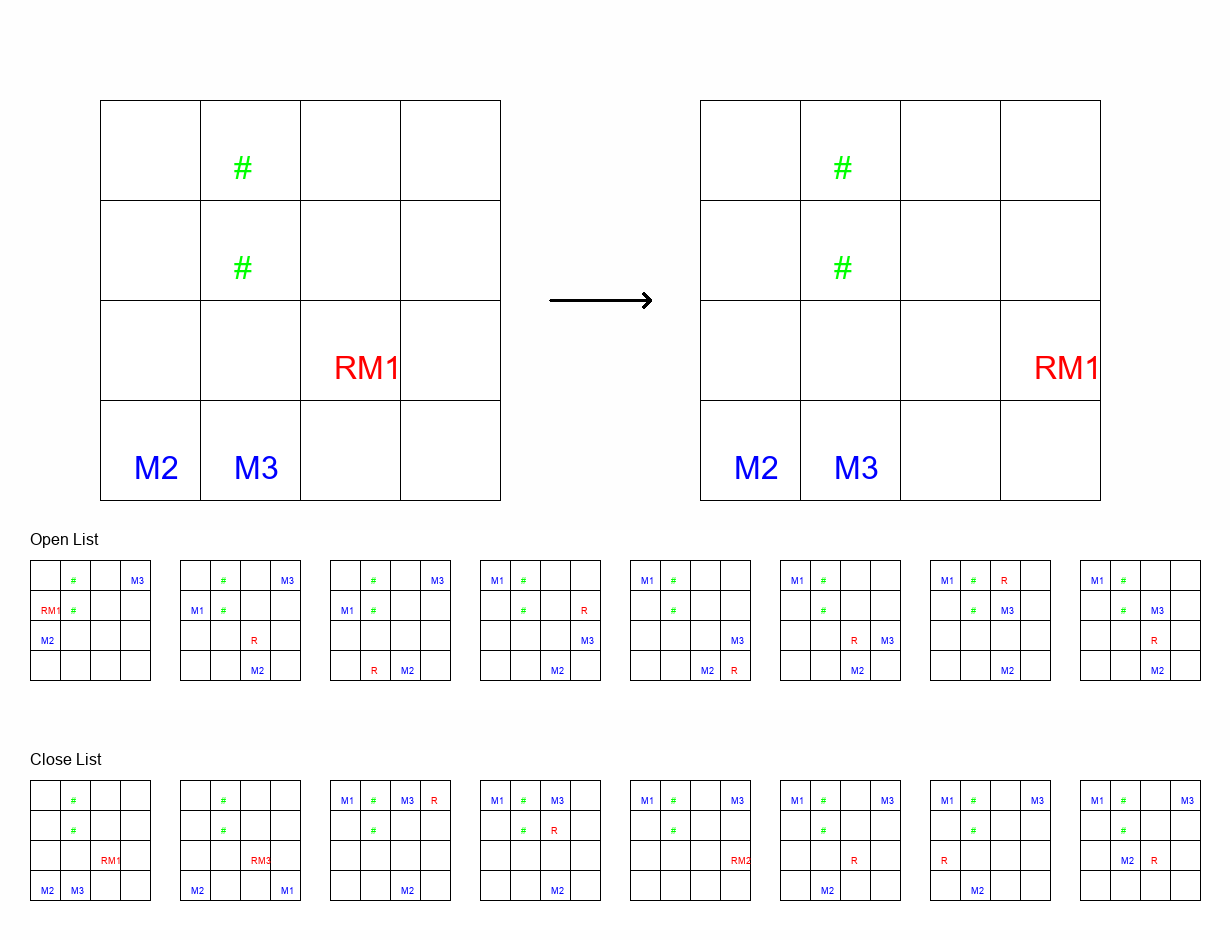 # #
# #
RM1 RM1
M2 M3 M2 M3
Open List
# M3 # M3 # M3 M1 # M1 # M1 # M1 # R M1 #
RM1 # M1 # M1 # # R # # # M3 # M3
M2 R M3 M3 R M3 R
M2 R M2 M2 M2 R M2 M2 M2
Close List
# # M1 # M3 R M1 # M3 M1 # M3 M1 # M3 M1 # M3 M1 # M3
# # # # R # # # #
RM1 RM3 RM2 R R M2 R
M2 M3 M2 M1 M2 M2 M2 M2